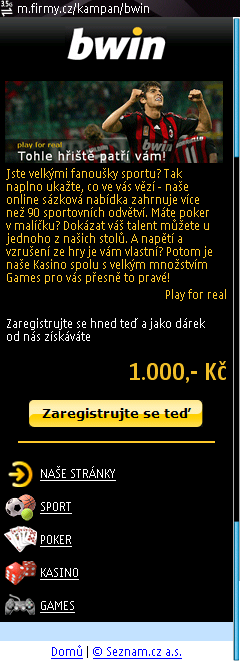 3.5G
m.firmy.cz/kampan/bwin
bwin
bwin
play for real
Tohle hřiště patří vám!
Jste velkými fanoušky sportu? Tak
naplno ukažte, co ve vás vězí - naše
online sázková nabídka zahrnuje více
než 90 sportovních odvětví. Máte poker
v malíčku? Dokázat váš talent můžete u
jednoho z našich stolů. A napětí a
vzrušení ze hry je vám vlastní? Potom je
naše Kasino spolu s velkým množstvím
Games pro vás přesně to pravé!
Play for real
Zaregistrujte se hned teď a jako dárek
od nás získáváte
1.000,- Kč
Zaregistrujte se teď
NAŠE STRÁNKY
SPORT
POKER
KASINO
GAMES
Domů | © Seznam.cz a.s.